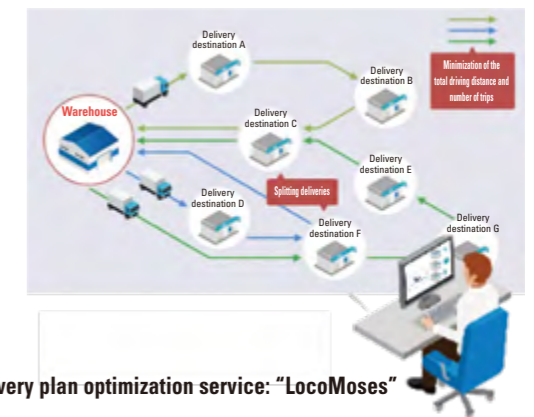 Delivery
destination A
Delivery
destination B
Minimization of the
total driving distance and
number of trips
Warehouse
Delivery
destination C
Delivery
destination E
Splitting deliveries
Delivery
destination D
Delivery
destination F
Delivery
destination G
very plan optimization service: “LocoMoses”